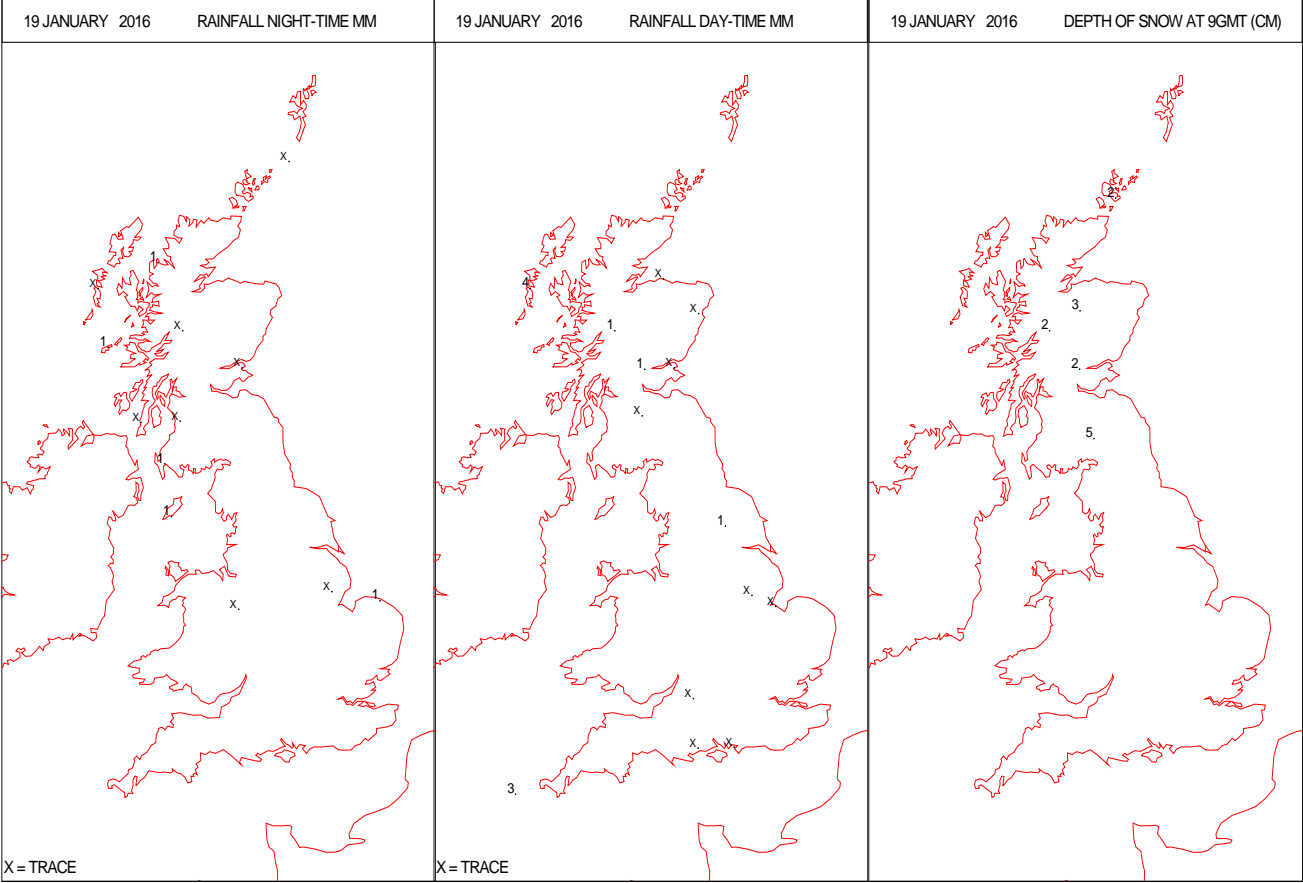 19 JANUARY 2016 RAINFALL NIGHT-TIME MM
X.
1.
X
X.
1
X.
X. X.
1
1.
X. 1.
X.
X = TRACE
19 JANUARY 2016 RAINFALL DAY-TIME MM
X.
4
X.
1.
1. X.
X.
1.
X.
X.
X.
X. X.
3.
X = TRACE
19 JANUARY 2016 DEPTH OF SNOW AT 9GMT (CM)
2.
3.
2.
2.
5.